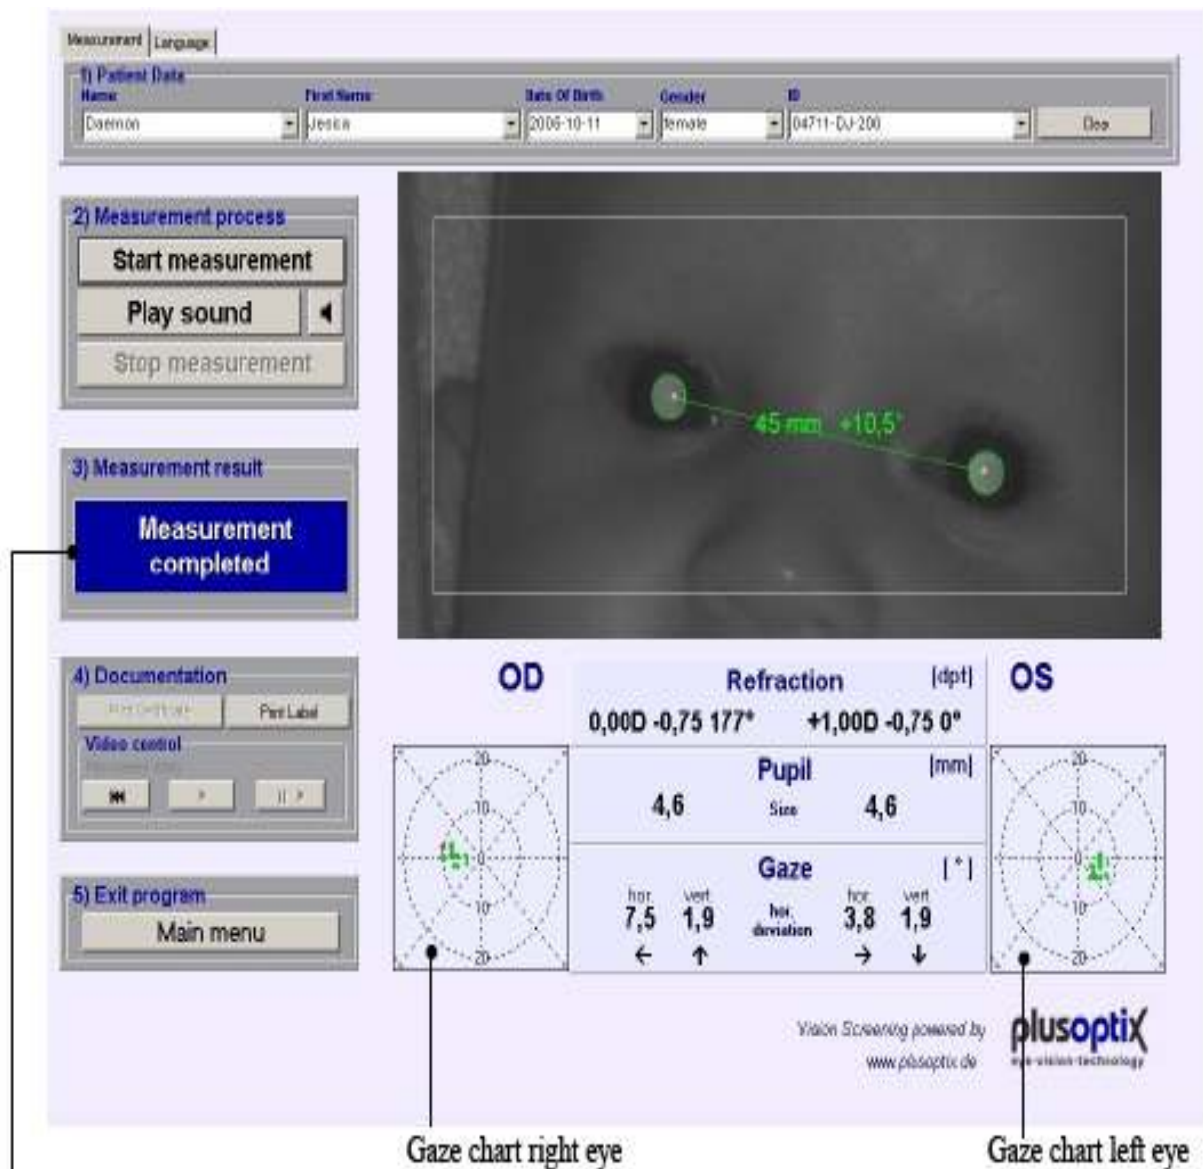 Measurement Language
1) Patient Data
Name First Name Date Of Birth Gender ID
Daemon Jesica 2006-10-11 female 04711-DJ-200
2) Measurement process
Start measurement
Play sound
Stop measurement
45 mm +10,5°
3) Measurement result
Measurement
completed
4) Documentation
Print Certificate Print Label
Video control
5) Exit program
Main menu
OD Refraction [dpt] OS
0,00D -0,75 177° +1,00D -0,75 0°
Pupil [mm]
4,6 Size 4,6
Gaze [ ° ]
hor. vert. hor. vert.
7,5 1,9 hor. deviation 3,8 1,9
← ↑ → ↓
20
10
0
10
20
20
10
0
10
20
Vision Screening powered by
www.plusoptix.de
plusoptix
eye-vision-technology
Gaze chart right eye Gaze chart left eye